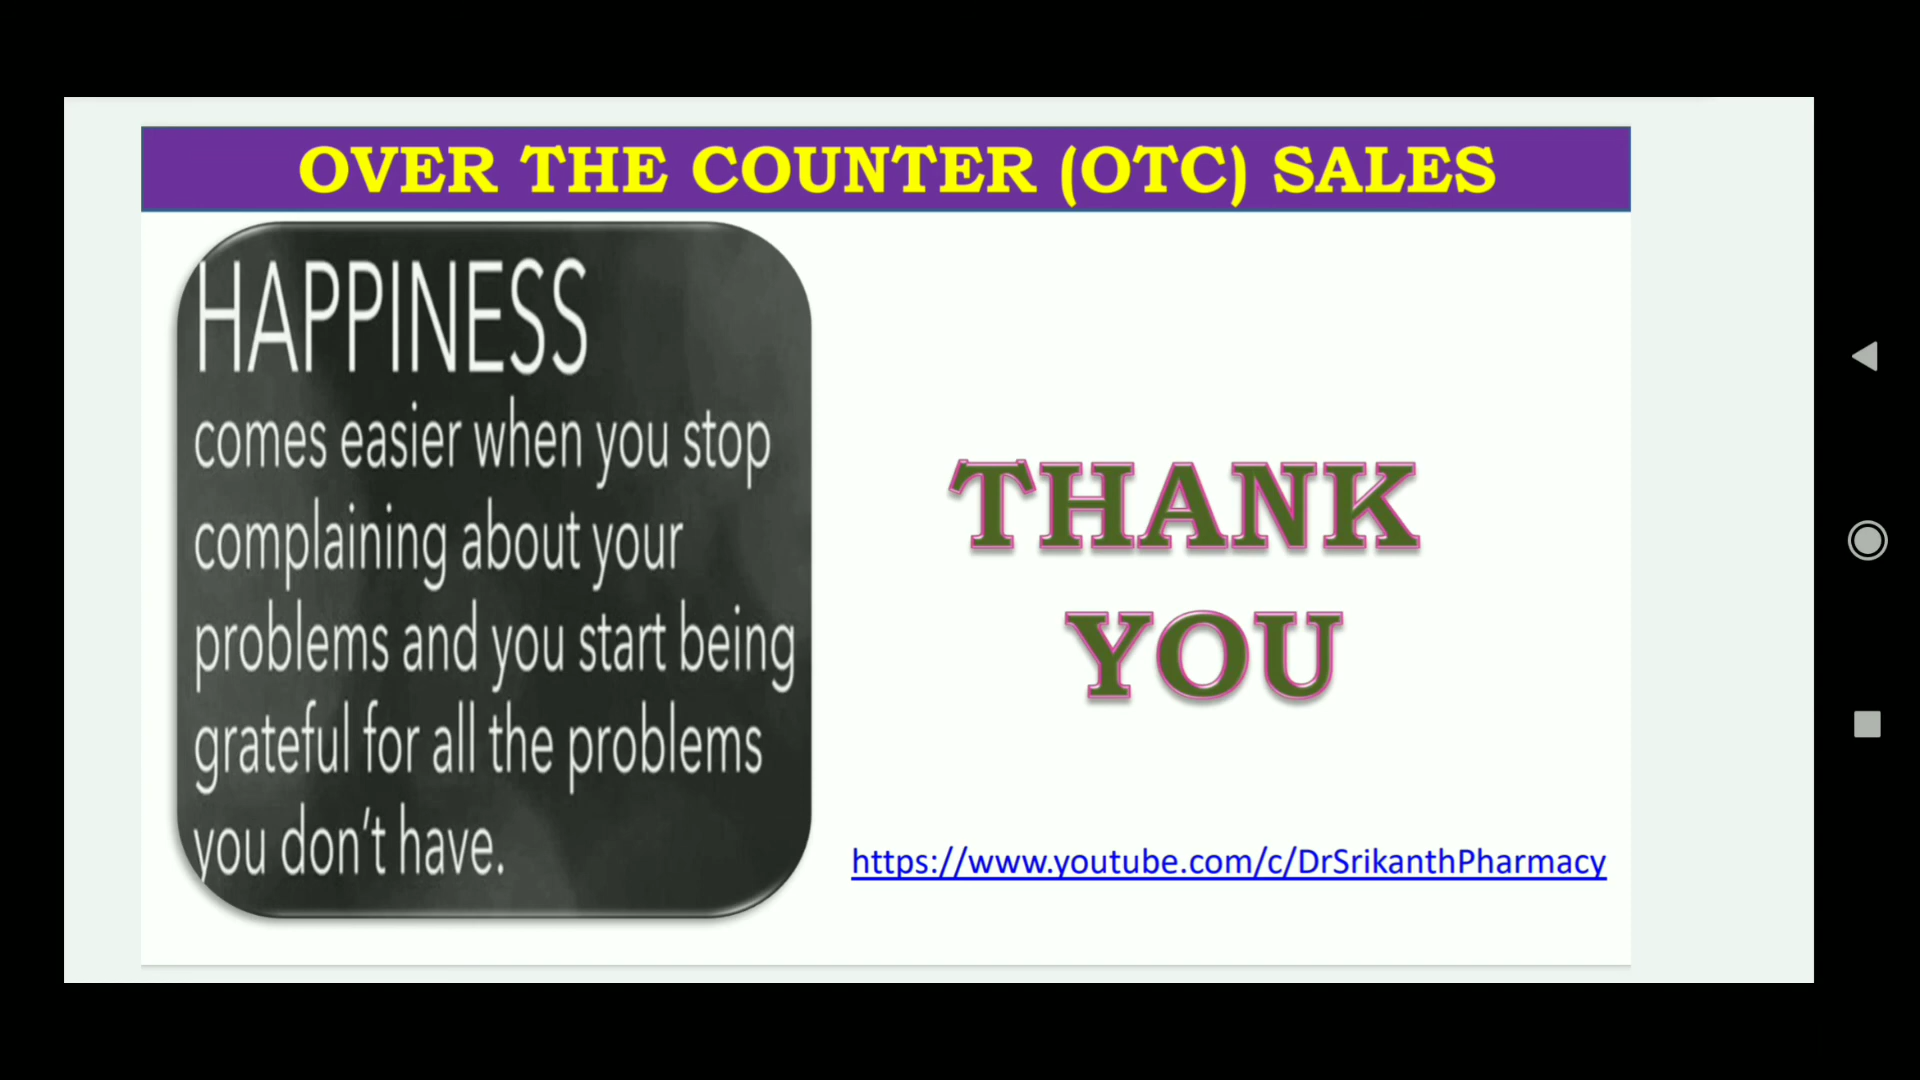 OVER THE COUNTER (OTC) SALES
HAPPINESS
comes easier when you stop
complaining about your
problems and you start being
grateful for all the problems
you don't have.
THANK
YOU
https://www.youtube.com/c/DrSrikanthPharmacy